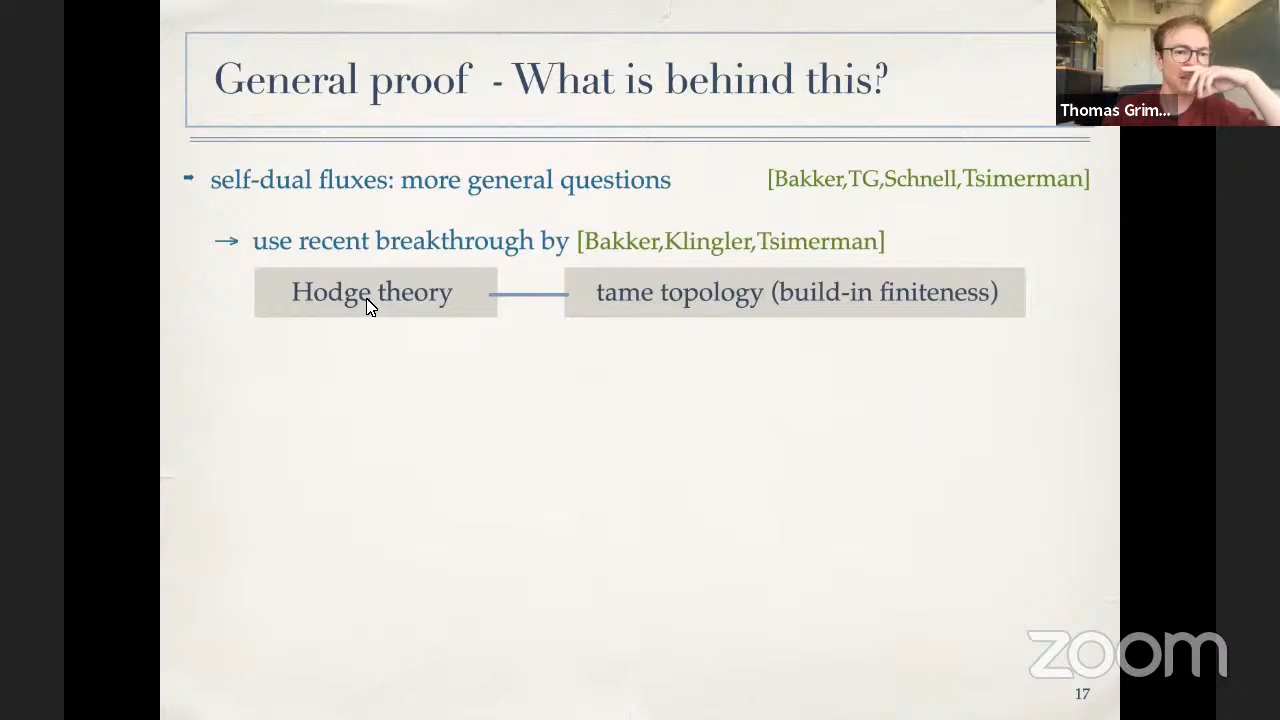 General proof - What is behind this?
Thomas Grim...
➡ self-dual fluxes: more general questions [Bakker,TG,Schnell,Tsimerman]
→ use recent breakthrough by [Bakker,Klingler,Tsimerman]
Hodge theory tame topology (build-in finiteness)
zoom
17